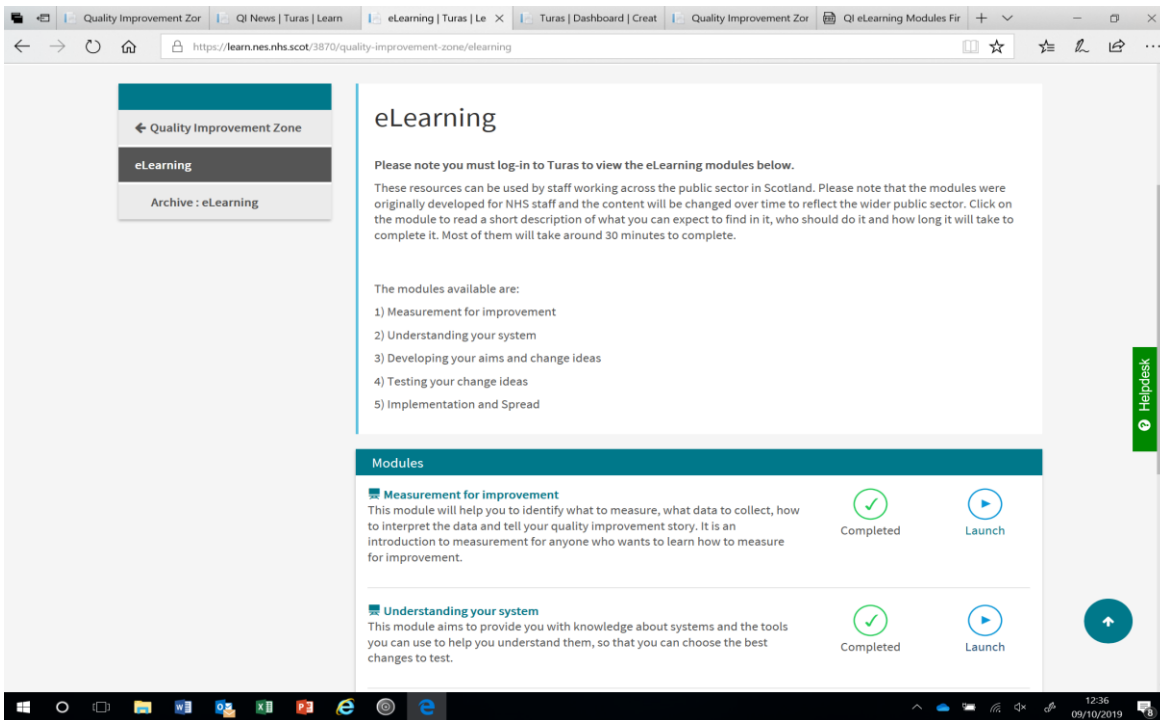 Quality Improvement Zor
QI News | Turas | Learn
eLearning | Turas | Le
Turas | Dashboard | Creat
Quality Improvement Zor
QI eLearning Modules Fir
https://learn.nes.nhs.scot/3870/quality-improvement-zone/elearning
Quality Improvement Zone
eLearning
Archive : eLearning
eLearning
Please note you must log-in to Turas to view the eLearning modules below.
These resources can be used by staff working across the public sector in Scotland. Please note that the modules were
originally developed for NHS staff and the content will be changed over time to reflect the wider public sector. Click on
the module to read a short description of what you can expect to find in it, who should do it and how long it will take to
complete it. Most of them will take around 30 minutes to complete.
The modules available are:
1) Measurement for improvement
2) Understanding your system
3) Developing your aims and change ideas
4) Testing your change ideas
5) Implementation and Spread
Helpdesk
Modules
Measurement for improvement
This module will help you to identify what to measure, what data to collect, how
to interpret the data and tell your quality improvement story. It is an
introduction to measurement for anyone who wants to learn how to measure
for improvement.
Completed
Launch
Understanding your system
This module aims to provide you with knowledge about systems and the tools
you can use to help you understand them, so that you can choose the best
changes to test.
Completed
Launch
12:36
09/10/2019
8